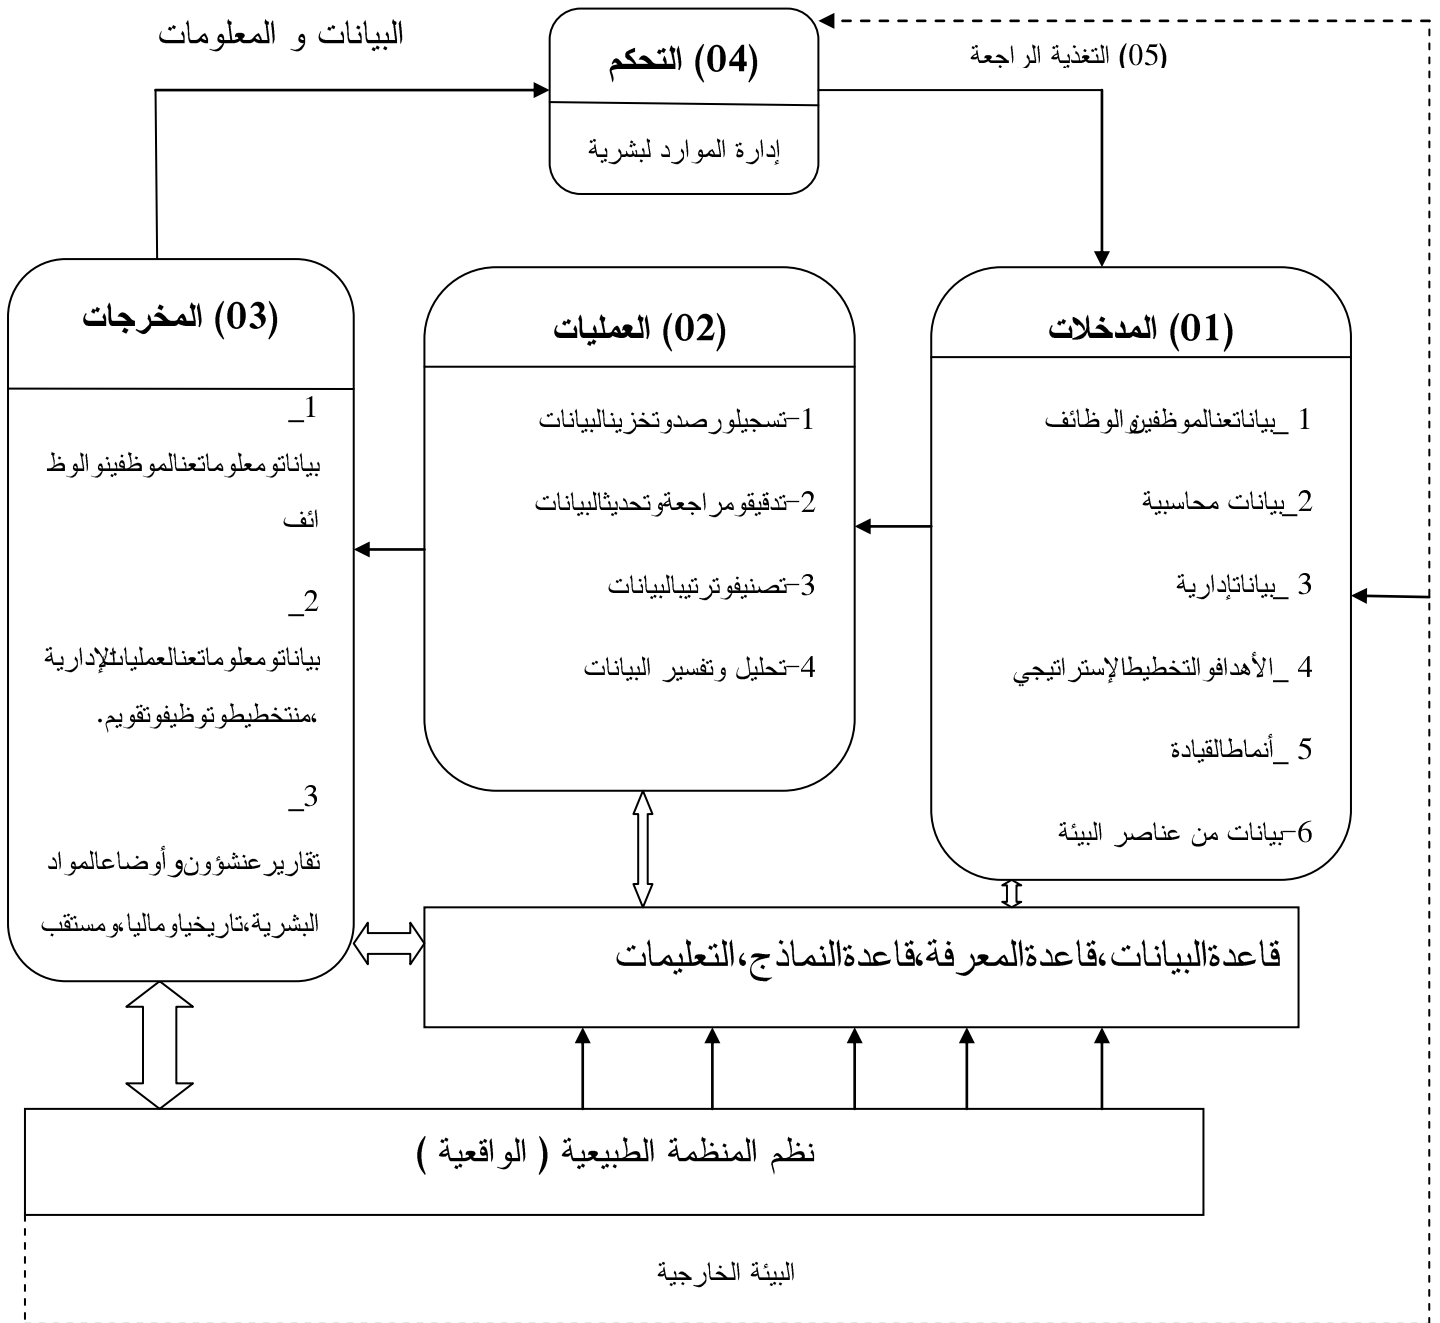 البيانات و المعلومات
(04) التحكم
إدارة الموارد لبشرية
(05) التغذية الراجعة
(01) المدخلات
1 _بياناتعنالموظفينوالوظائف
2_بيانات محاسبية
3 _بياناتإدارية
4 _الأهدافوالتخطيطالإستراتيجي
5 _أنماطالقيادة
6-بيانات من عناصر البيئة
(02) العمليات
1-تسجيلورصدوتخزينالبيانات
2-تدقيقومراجعةوتحديثالبيانات
3-تصنيفوترتيبالبيانات
4-تحليل وتفسير البيانات
(03) المخرجات
1_
بياناتومعلوماتعنالموظفينوالوظ
ائف
2_
بياناتومعلوماتعنالعملياتالإدارية
،منتخطيطوتوظيفوتقويم.
3_
تقاريرعنشؤونوأوضاعالمواد
البشرية،تاريخياوماليا،ومستقب
قاعدةالبيانات،قاعدةالمعرفة،قاعدةالنماذج،التعليمات
نظم المنظمة الطبيعية ( الواقعية )
البيئة الخارجية